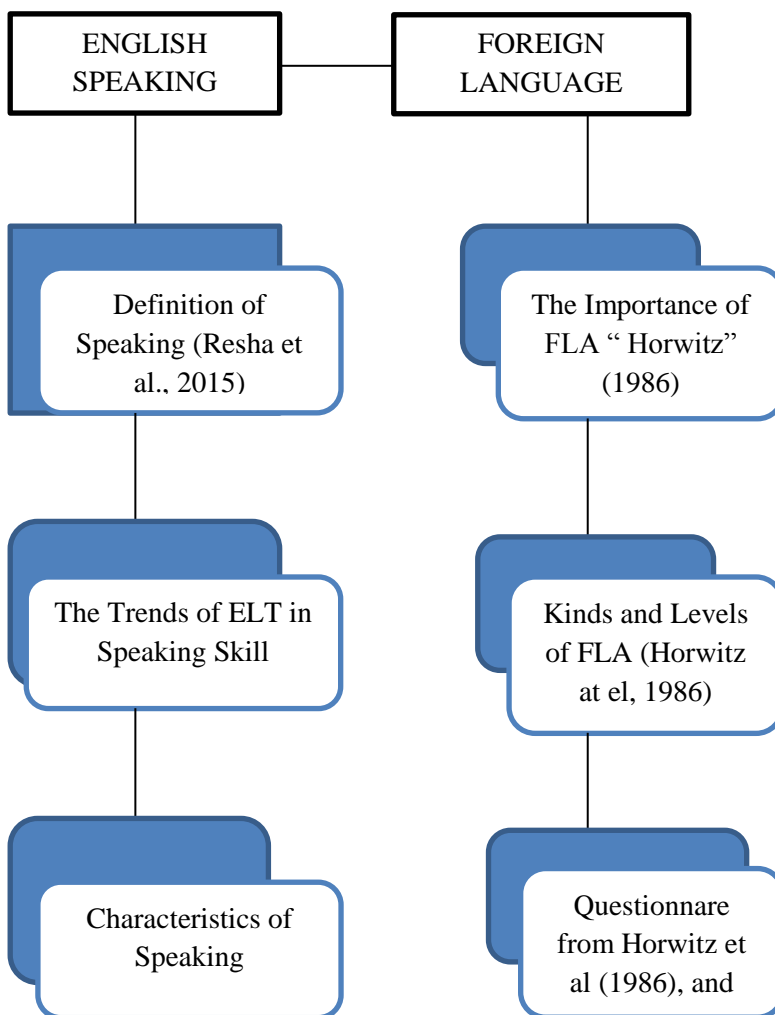 ENGLISH
SPEAKING
FOREIGN
LANGUAGE
Definition of
Speaking (Resha et
al., 2015)
The Importance of
FLA “ Horwitz”
(1986)
The Trends of ELT in
Speaking Skill
Kinds and Levels
of FLA (Horwitz
at el, 1986)
Characteristics of
Speaking
Questionnare
from Horwitz et
al (1986), and